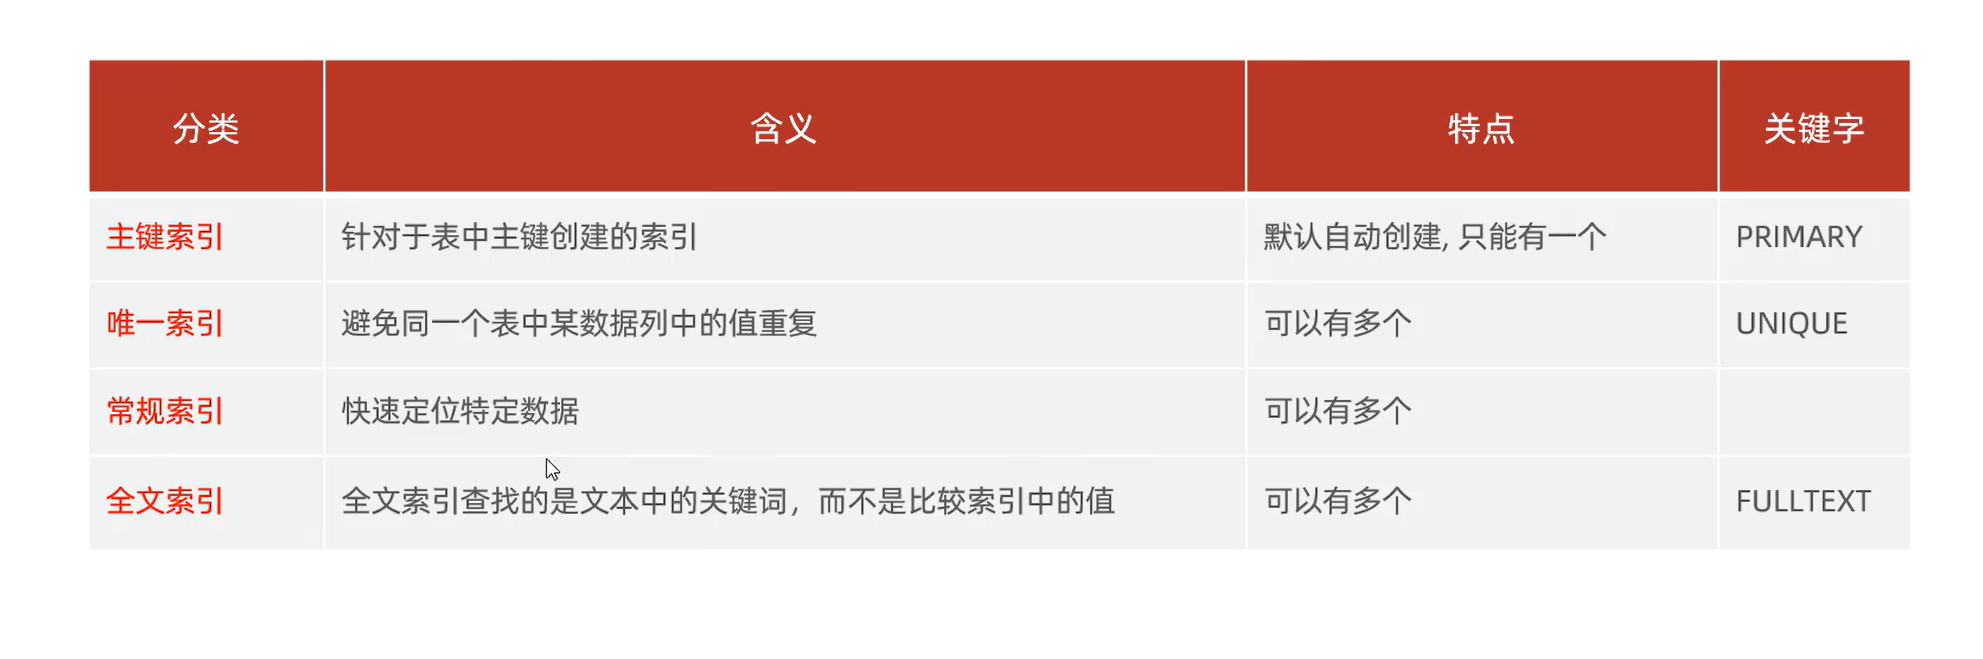 分类 含义 特点 关键字
主键索引 针对于表中主键创建的索引 默认自动创建, 只能有一个 PRIMARY
唯一索引 避免同一个表中某数据列中的值重复 可以有多个 UNIQUE
常规索引 快速定位特定数据 可以有多个
全文索引 全文索引查找的是文本中的关键词，而不是比较索引中的值 可以有多个 FULLTEXT